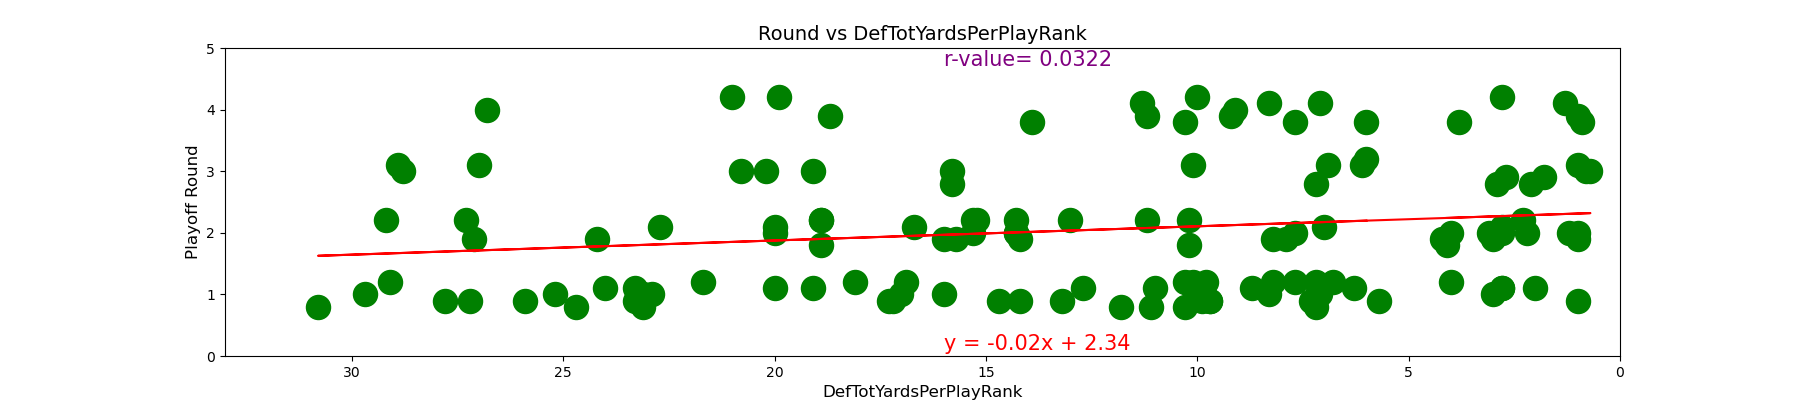 Round vs DefTotYardsPerPlayRank
r-value= 0.0322
5
4
3
2
1
0
Playoff Round
y = -0.02x + 2.34
30 25 20 15 10 5 0
DefTotYardsPerPlayRank